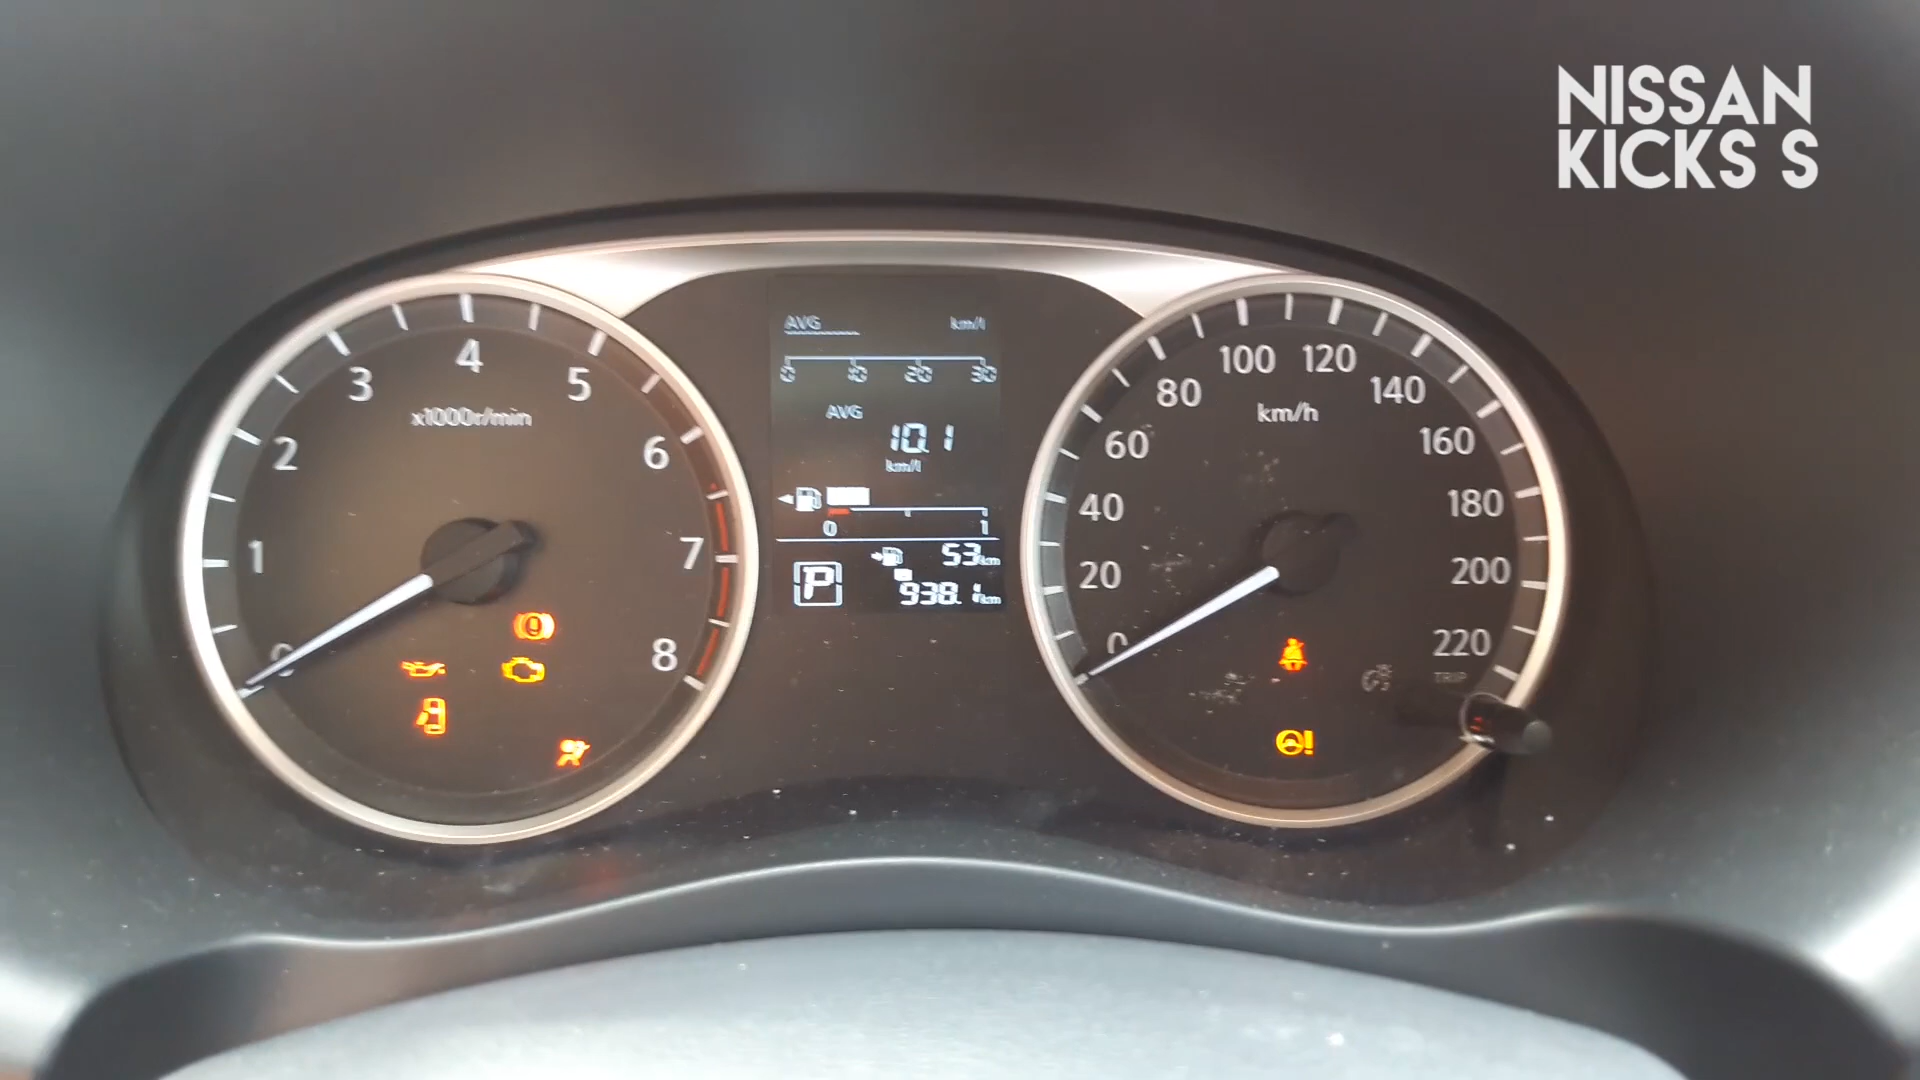 NISSAN
KICKS S
AVG km/l
0 10 20 30
AVG
10.1
km/l
0 1
53km
P
938.1km
0 1 2 3 4 5 6 7 8
x1000r/min
0 20 40 60 80 100 120 140 160 180 200 220
km/h
TRIP